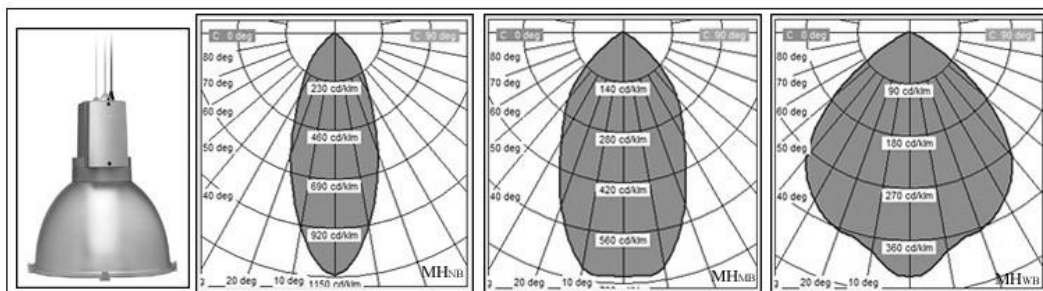 C 0 deg C 90 deg
80 deg
70 deg
60 deg
50 deg
40 deg
20 deg 10 deg
230 cd/klm
460 cd/klm
690 cd/klm
920 cd/klm
1150 cd/klm
MHNB
C 0 deg C 90 deg
80 deg
70 deg
60 deg
50 deg
40 deg
20 deg 10 deg
140 cd/klm
280 cd/klm
420 cd/klm
560 cd/klm
MHMB
C 0 deg C 90 deg
80 deg
70 deg
60 deg
50 deg
40 deg
20 deg 10 deg
90 cd/klm
180 cd/klm
270 cd/klm
360 cd/klm
MHWB